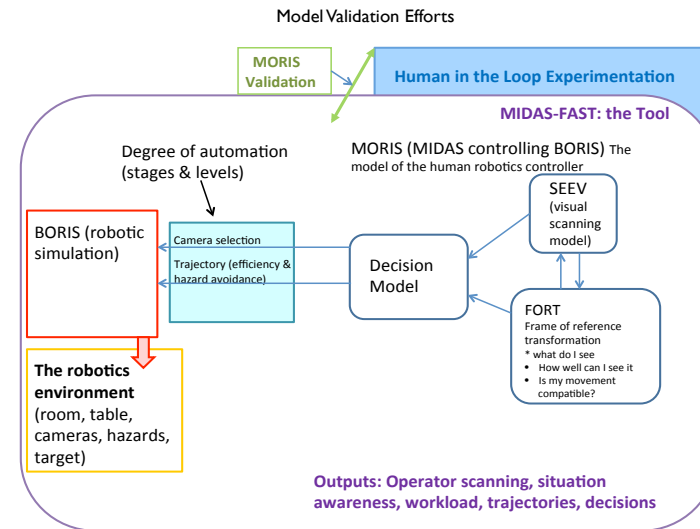 Model Validation Efforts
MORIS
Validation
Human in the Loop Experimentation
MIDAS-FAST: the Tool
Degree of automation
(stages & levels)
MORIS (MIDAS controlling BORIS) The
model of the human robotics controller
SEEV
(visual
scanning
model)
BORIS (robotic
simulation)
Camera selection
Trajectory (efficiency &
hazard avoidance)
Decision
Model
FORT
Frame of reference
transformation
* what do I see
• How well can I see it
• Is my movement
compatible?
The robotics
environment
(room, table,
cameras, hazards,
target)
Outputs: Operator scanning, situation
awareness, workload, trajectories, decisions